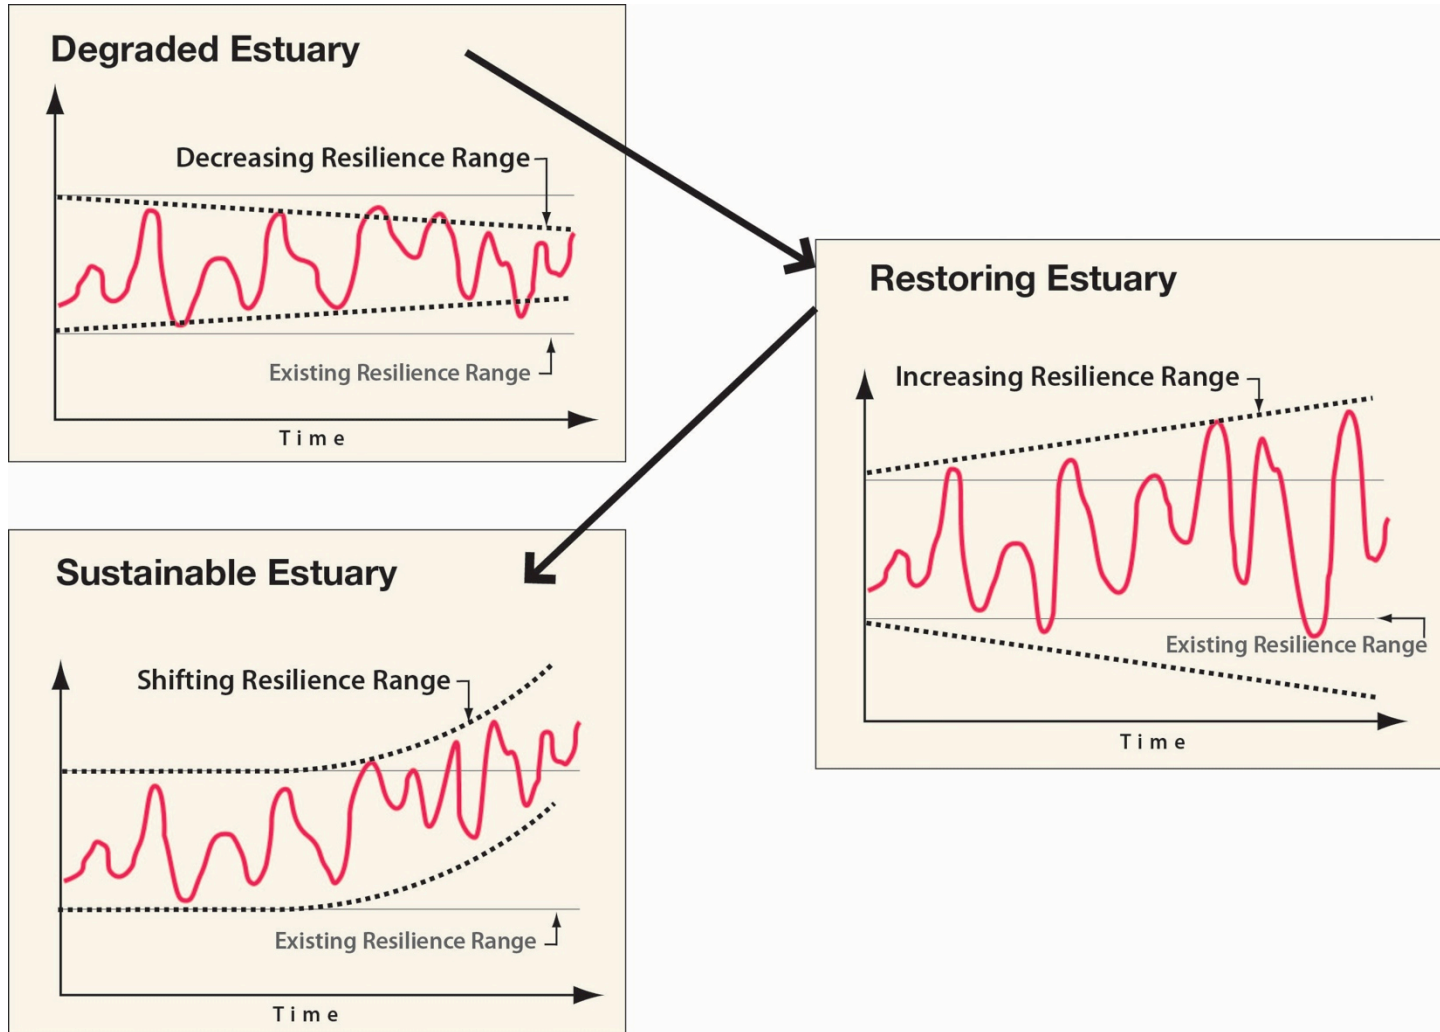 Degraded Estuary
Decreasing Resilience Range
Existing Resilience Range
Time
Restoring Estuary
Increasing Resilience Range
Existing Resilience Range
Time
Sustainable Estuary
Shifting Resilience Range
Existing Resilience Range
Time